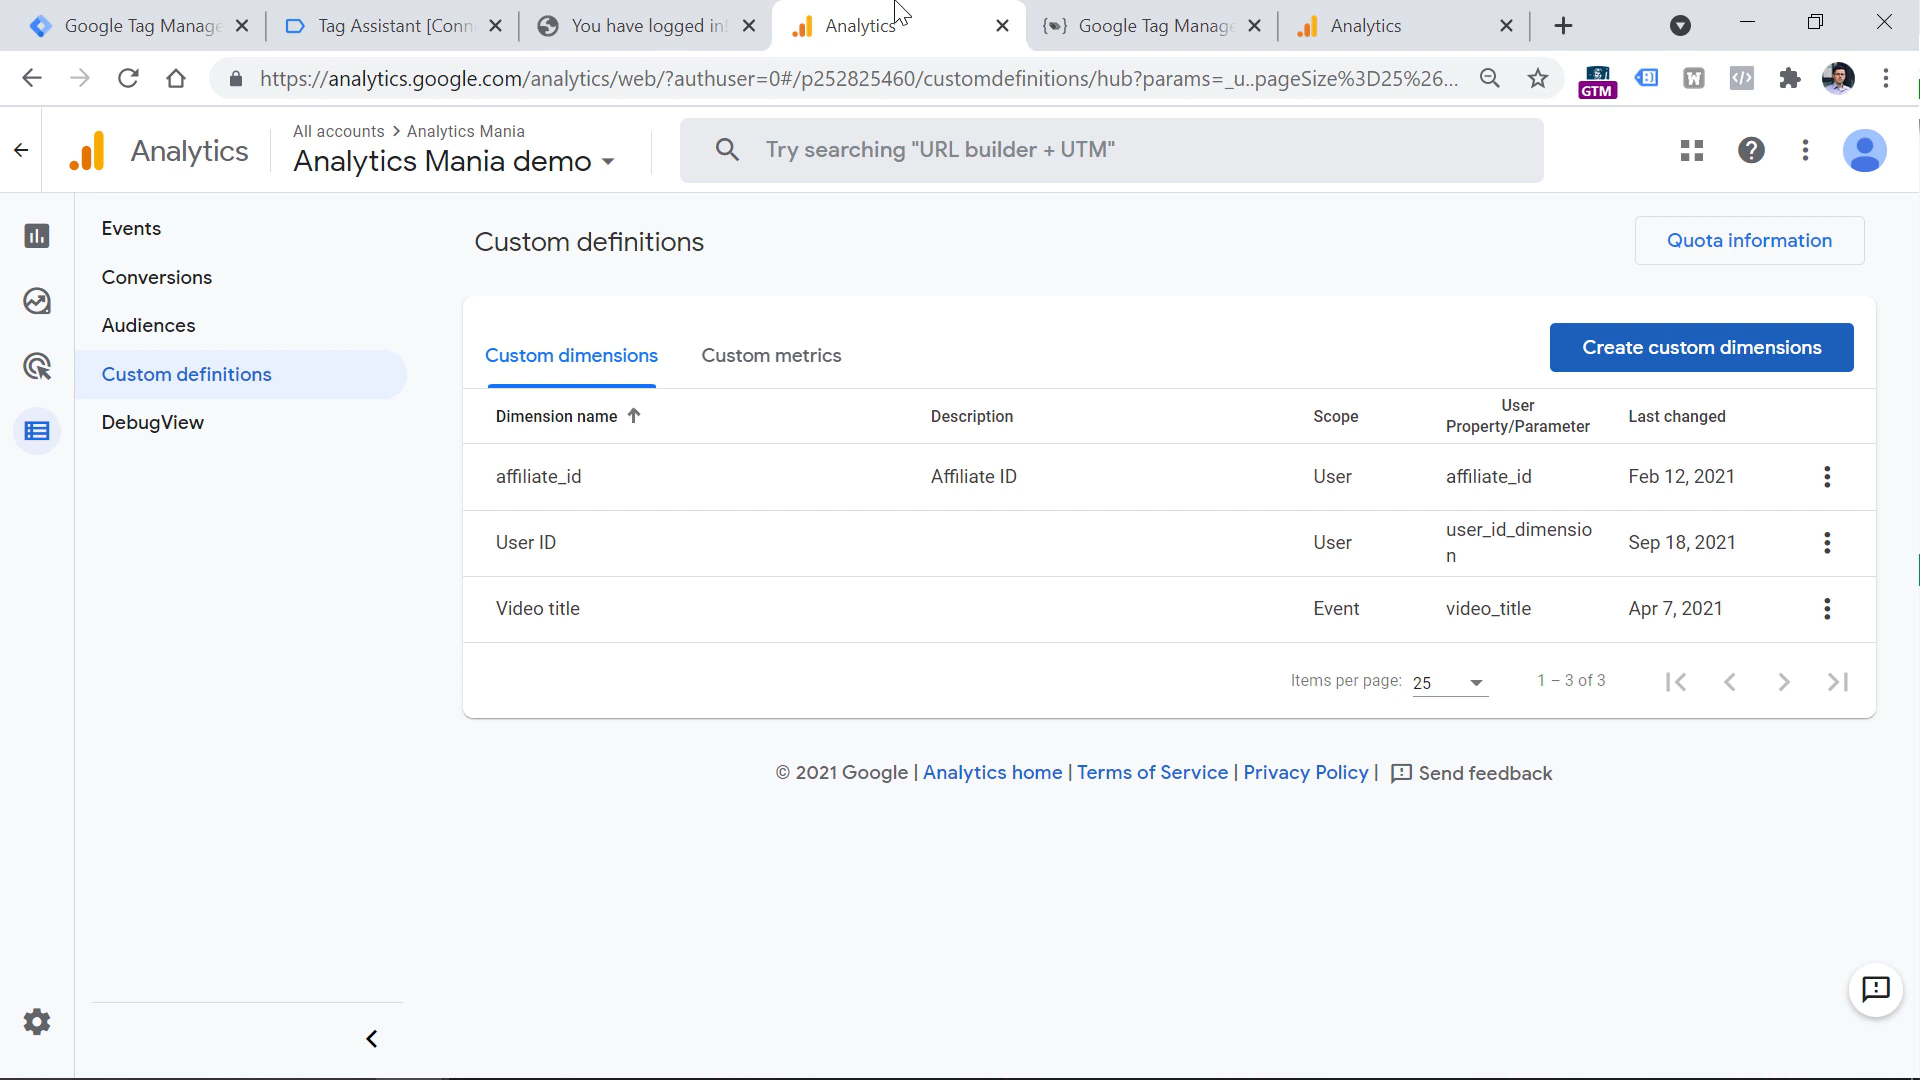 Google Tag Manage
Tag Assistant [Conn
You have logged in!
Analytics
Google Tag Manage
Analytics
https://analytics.google.com/analytics/web/?authuser=0#/p252825460/customdefinitions/hub?params=_u..pageSize%3D25%26...
GTM
Analytics
All accounts > Analytics Mania
Analytics Mania demo
Try searching "URL builder + UTM"
Events
Conversions
Audiences
Custom definitions
DebugView
Custom definitions
Quota information
Custom dimensions
Custom metrics
Create custom dimensions
Dimension name
Description
Scope
User
Property/Parameter
Last changed
affiliate_id
Affiliate ID
User
affiliate_id
Feb 12, 2021
User ID
User
user_id_dimensio
n
Sep 18, 2021
Video title
Event
video_title
Apr 7, 2021
Items per page: 25
1 – 3 of 3
© 2021 Google | Analytics home | Terms of Service | Privacy Policy | Send feedback